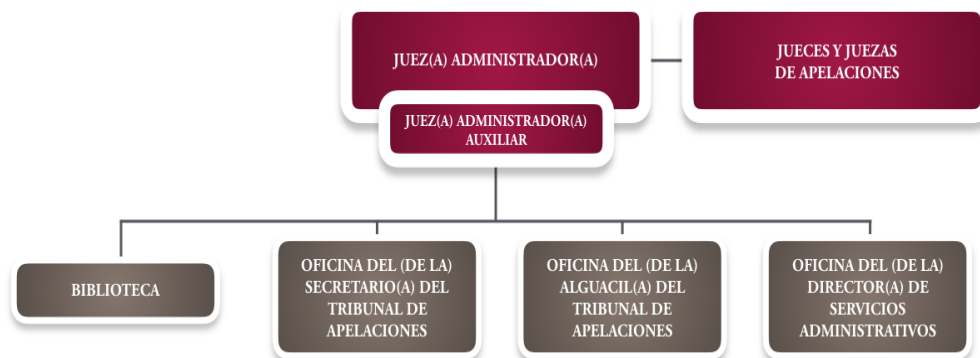 JUEZ(A) ADMINISTRADOR(A)
JUECES Y JUEZAS
DE APELACIONES
JUEZ(A) ADMINISTRADOR(A)
AUXILIAR
BIBLIOTECA
OFICINA DEL (DE LA)
SECRETARIO(A) DEL
TRIBUNAL DE
APELACIONES
OFICINA DEL (DE LA)
ALGUACIL(A) DEL
TRIBUNAL DE
APELACIONES
OFICINA DEL (DE LA)
DIRECTOR(A) DE
SERVICIOS
ADMINISTRATIVOS